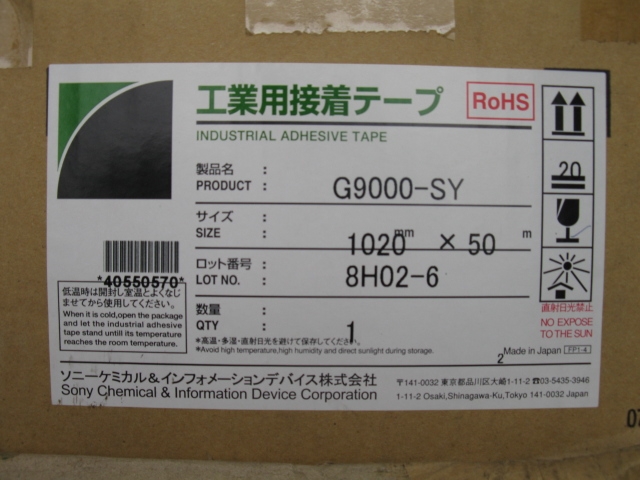 工業用接着テープ RoHS
INDUSTRIAL ADHESIVE TAPE
製品名 :
PRODUCT : G9000-SY
サイズ :
SIZE : 1020mm × 50 m
ロット番号 :
LOT NO. : 8H02-6
数量 :
QTY : 1
*40550570*
低温時は開封し室温とよくなじ
ませてから使用してください。
When it is cold,open the package
and let the industrial adhesive
tape stand until its temperature
reaches the room temperature.
*高温・多湿・直射日光を避けて保存してください。
*Avoid high temperature,high humidity and direct sunlight during storage.
20
直射日光禁止
NO EXPOSE
TO THE SUN
2 Made in Japan FP1-4
ソニーケミカル&インフォメーションデバイス株式会社
Sony Chemical & Information Device Corporation
〒141-0032 東京都品川区大崎1-11-2 ☎03-5435-3946
1-11-2 Osaki,Shinagawa-Ku,Tokyo 141-0032 Japan
07